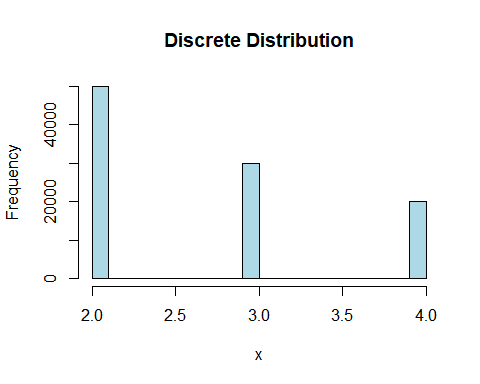 Discrete Distribution
Frequency
40000
20000
0
2.0 2.5 3.0 3.5 4.0
x